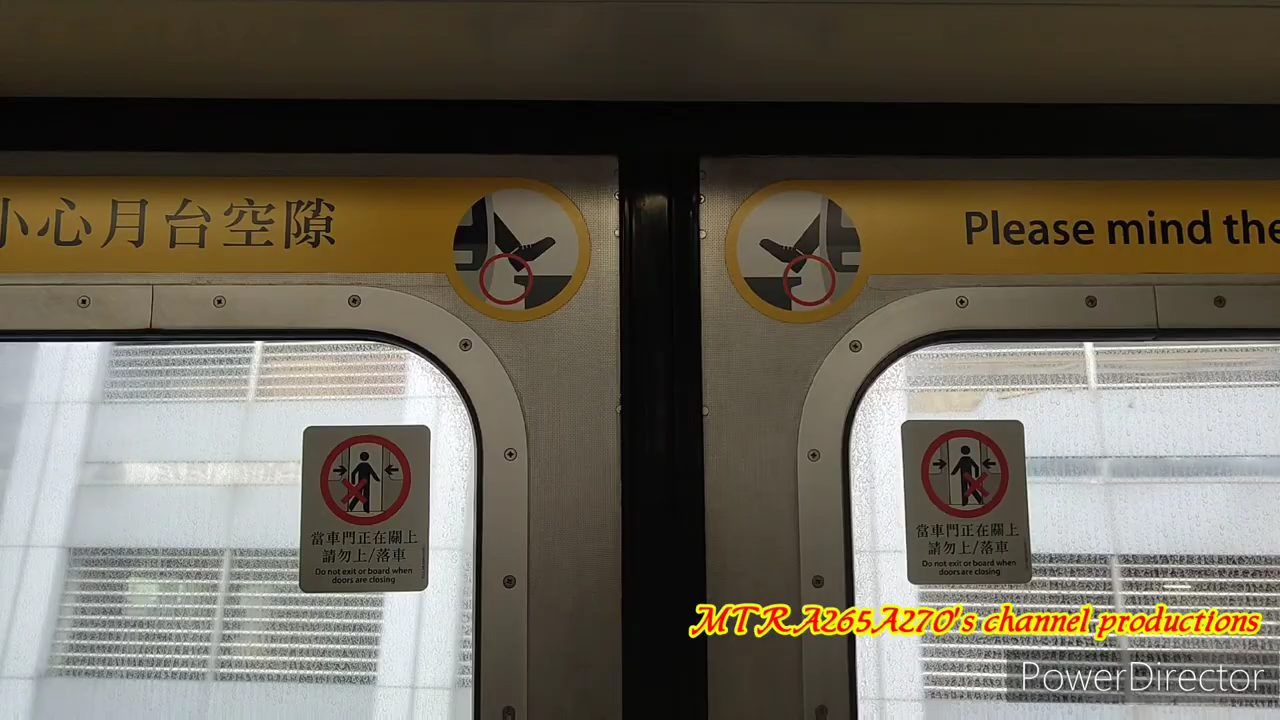 小心月台空隙
Please mind the
當車門正在關上
請勿上/落車
Do not exit or board when
doors are closing
當車門正在關上
請勿上/落車
Do not exit or board when
doors are closing
MTR A265A270's channel productions
PowerDirector